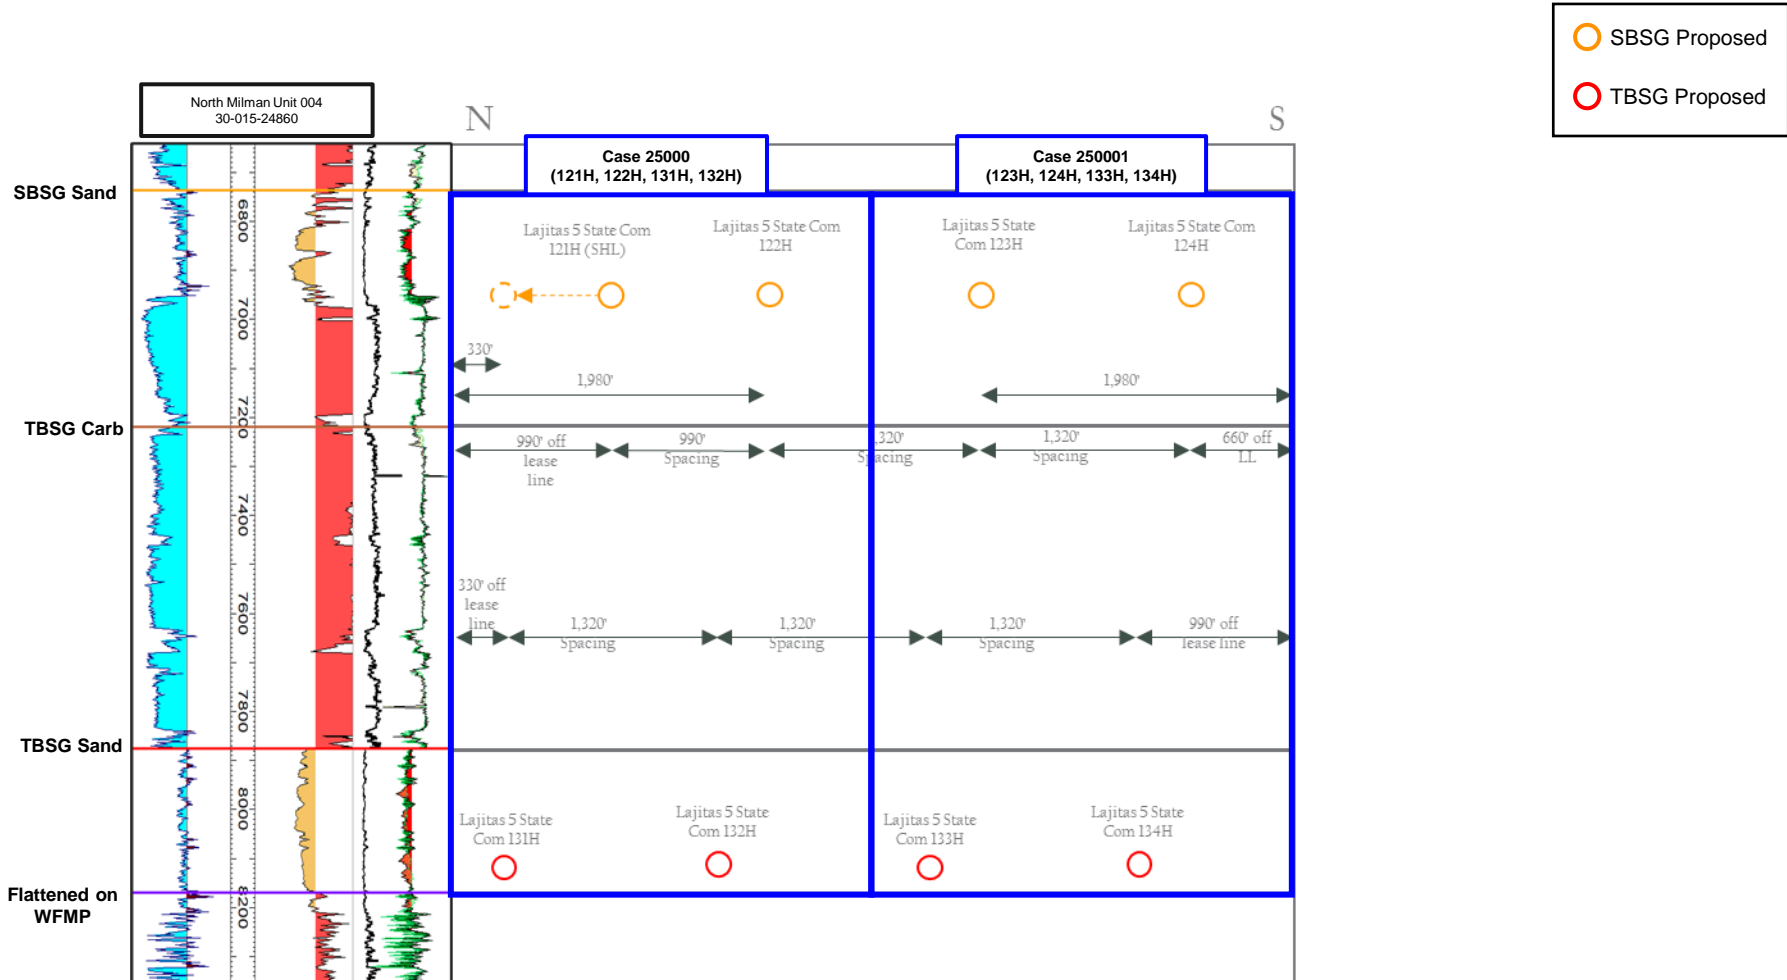 SBSG Proposed
TBSG Proposed
North Milman Unit 004
30-015-24860
N
S
Case 25000
(121H, 122H, 131H, 132H)
Case 250001
(123H, 124H, 133H, 134H)
SBSG Sand
6800
Lajitas 5 State Com
121H (SHL)
Lajitas 5 State Com
122H
Lajitas 5 State
Com 123H
Lajitas 5 State Com
124H
7000
330'
1,980'
1,980'
7200
TBSG Carb
990' off
lease
line
990'
Spacing
,320'
Spacing
1,320'
Spacing
660' off
LL
7400
7600
330' off
lease
line
1,320'
Spacing
1,320'
Spacing
1,320'
Spacing
990' off
lease line
7800
TBSG Sand
8000
Lajitas 5 State
Com 131H
Lajitas 5 State
Com 132H
Lajitas 5 State
Com 133H
Lajitas 5 State
Com 134H
Flattened on
WFMP
8200